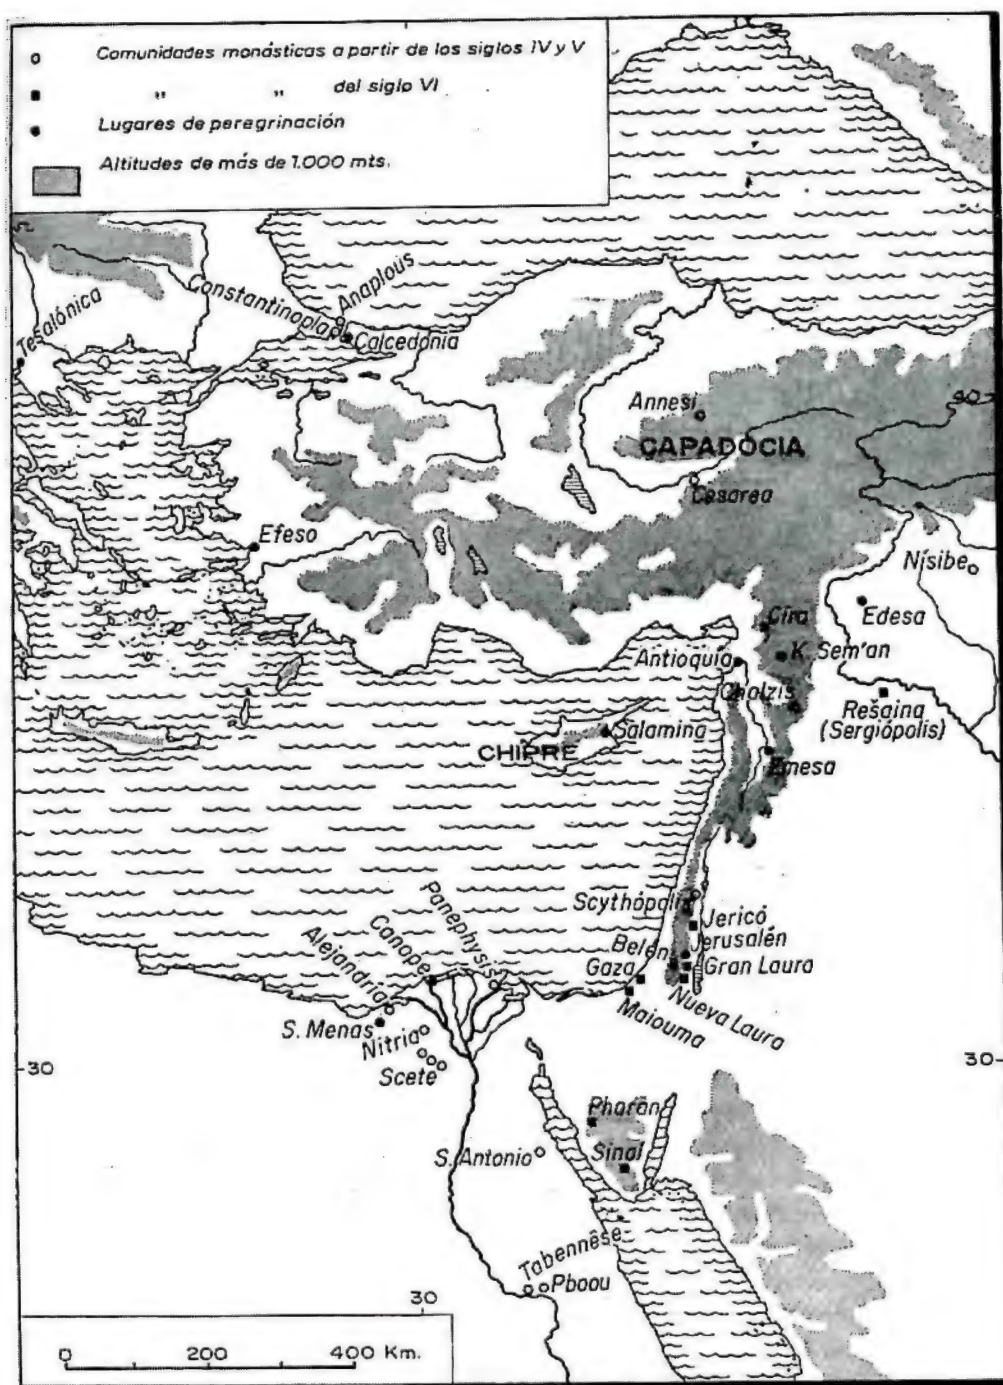 Comunidades monásticas a partir de los siglos IV y V
" " del siglo VI
Lugares de peregrinación
Altitudes de más de 1.000 mts.
Tesalónica
Constantinopla
Anaplous
Calcedonia
40
Annesi
CAPADOCIA
Cesarea
Efeso
Nísibe
Edesa
Cira
K. Sem'an
Antioquía
Chalzis
Rešaina
(Sergiópolis)
Salamina
CHIPRE
Emesa
Scythópolis
Jericó
Jerusalén
Belén
Gran Laura
Gaza
Nueva Laura
Maiouma
Panephysis
Canope
Alejandría
S. Menas
Nitria
Scete
30
30
Pharan
Sinaí
S. Antonio
Tabennêse
Pboou
30
0 200 400 Km.